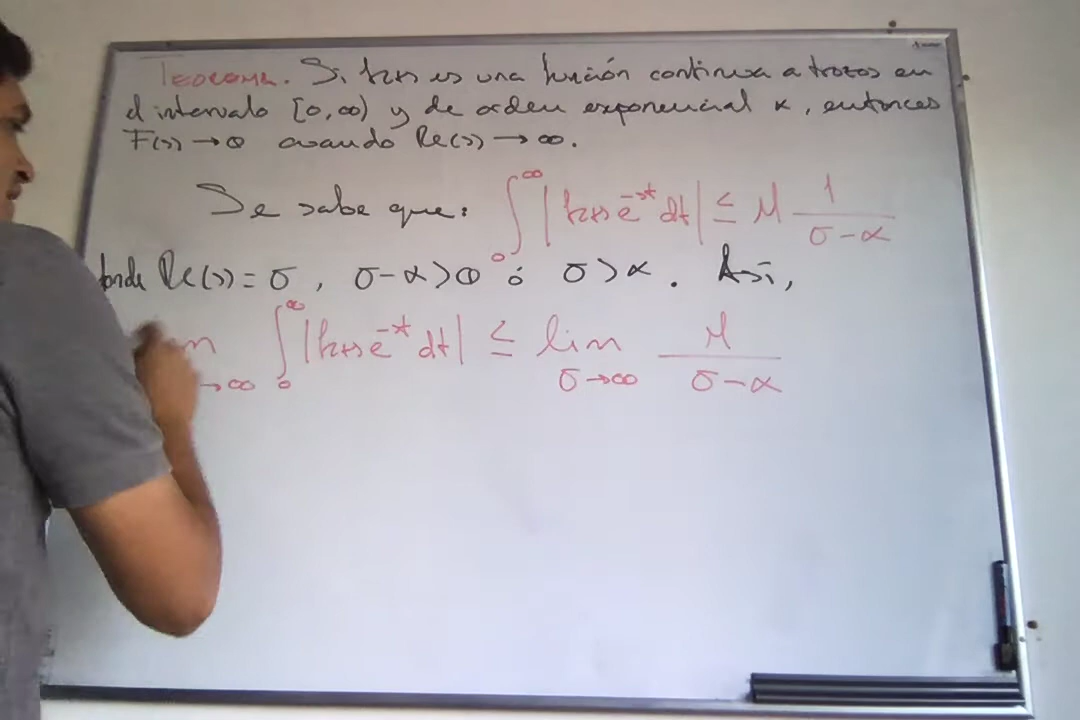 TEOREMA. Si f(t) es una función continua a trozos en
el intervalo [0,∞) y de orden exponencial α, entonces
F(s) → 0 cuando Re(s) → ∞.
Se sabe que: ∫₀^∞ |f(t) e^{-st} dt| ≤ M 1/(σ-α)
donde Re(s) = σ, σ-α>0 ó σ>α. Así,
→∞ ∫₀^∞ |f(t) e^{-st} dt| ≤ lim σ→∞ M/(σ-α)